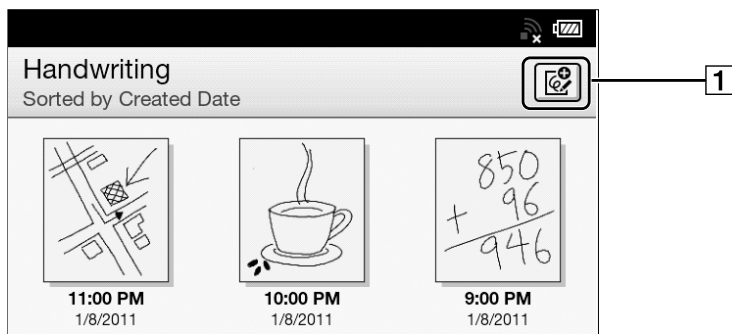 Handwriting
Sorted by Created Date
1
850
+ 96
946
11:00 PM
10:00 PM
9:00 PM
1/8/2011
1/8/2011
1/8/2011